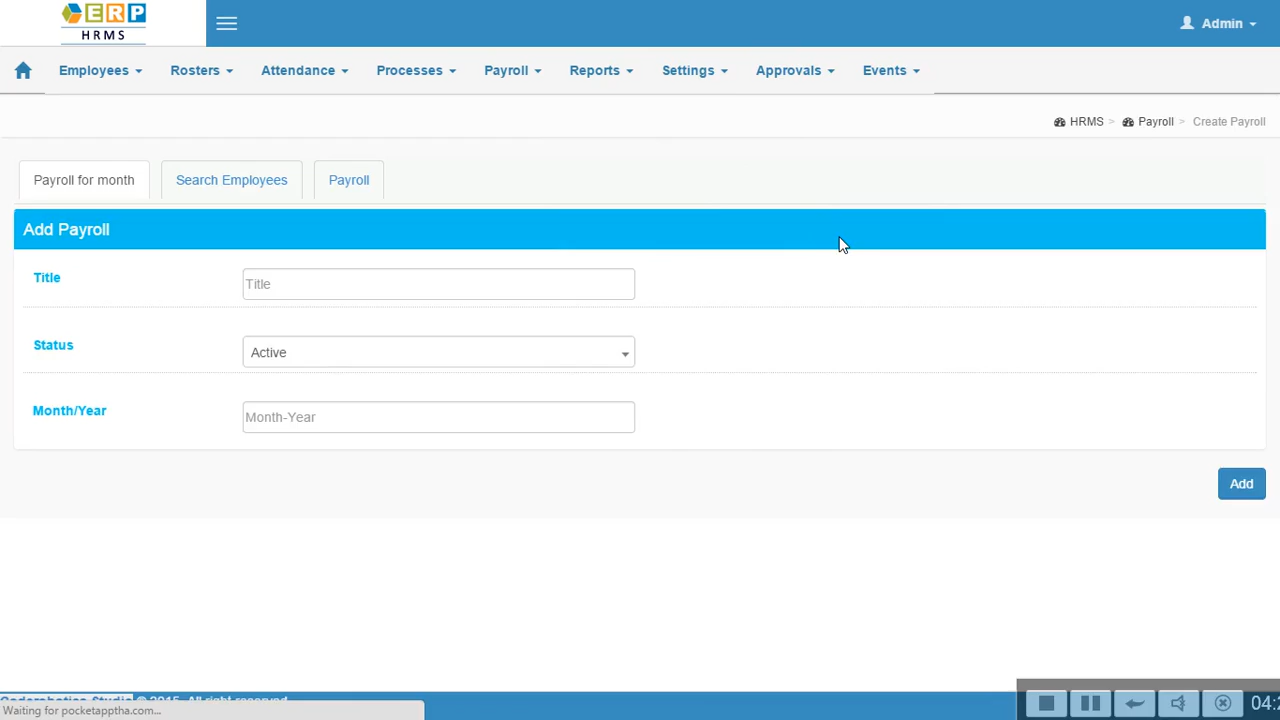 ERP
HRMS
Admin
Employees
Rosters
Attendance
Processes
Payroll
Reports
Settings
Approvals
Events
HRMS > Payroll > Create Payroll
Payroll for month
Search Employees
Payroll
Add Payroll
Title
Title
Status
Active
Month/Year
Month-Year
Add
© 2015. All right reserved
Waiting for pocketapptha.com...